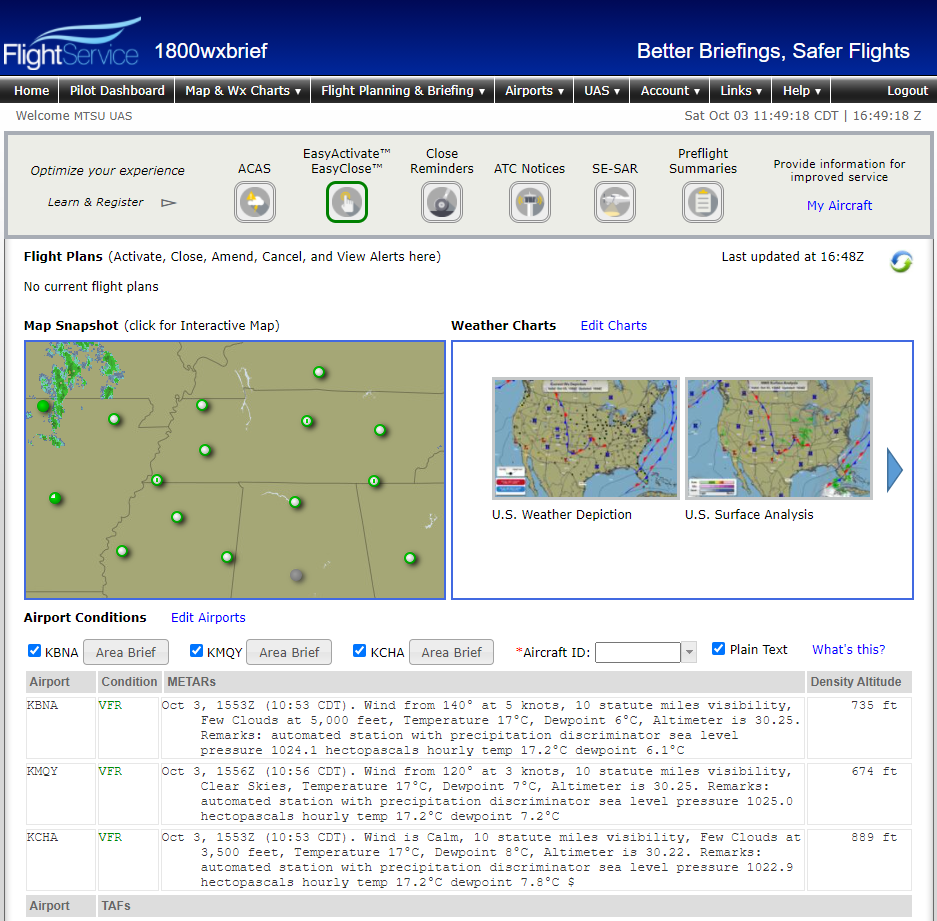 FlightService 1800wxbrief Better Briefings, Safer Flights
Home Pilot Dashboard Map & Wx Charts ▾ Flight Planning & Briefing ▾ Airports ▾ UAS ▾ Account ▾ Links ▾ Help ▾ Logout
Welcome MTSU UAS Sat Oct 03 11:49:18 CDT | 16:49:18 Z
Optimize your experience
Learn & Register
ACAS
EasyActivate™
EasyClose™
Close
Reminders
ATC Notices
SE-SAR
Preflight
Summaries
Provide information for
improved service
My Aircraft
Flight Plans (Activate, Close, Amend, Cancel, and View Alerts here) Last updated at 16:48Z
No current flight plans
Map Snapshot (click for Interactive Map)
Weather Charts Edit Charts
U.S. Weather Depiction U.S. Surface Analysis
Airport Conditions Edit Airports
KBNA Area Brief KMQY Area Brief KCHA Area Brief *Aircraft ID: Plain Text What's this?
Airport Condition METARs Density Altitude
KBNA VFR Oct 3, 1553Z (10:53 CDT). Wind from 140° at 5 knots, 10 statute miles visibility, 735 ft
Few Clouds at 5,000 feet, Temperature 17°C, Dewpoint 6°C, Altimeter is 30.25.
Remarks: automated station with precipitation discriminator sea level
pressure 1024.1 hectopascals hourly temp 17.2°C dewpoint 6.1°C
KMQY VFR Oct 3, 1556Z (10:56 CDT). Wind from 120° at 3 knots, 10 statute miles visibility, 674 ft
Clear Skies, Temperature 17°C, Dewpoint 7°C, Altimeter is 30.25. Remarks:
automated station with precipitation discriminator sea level pressure 1025.0
hectopascals hourly temp 17.2°C dewpoint 7.2°C
KCHA VFR Oct 3, 1553Z (10:53 CDT). Wind is Calm, 10 statute miles visibility, Few Clouds at 889 ft
3,500 feet, Temperature 17°C, Dewpoint 8°C, Altimeter is 30.22. Remarks:
automated station with precipitation discriminator sea level pressure 1022.9
hectopascals hourly temp 17.2°C dewpoint 7.8°C $
Airport TAFs